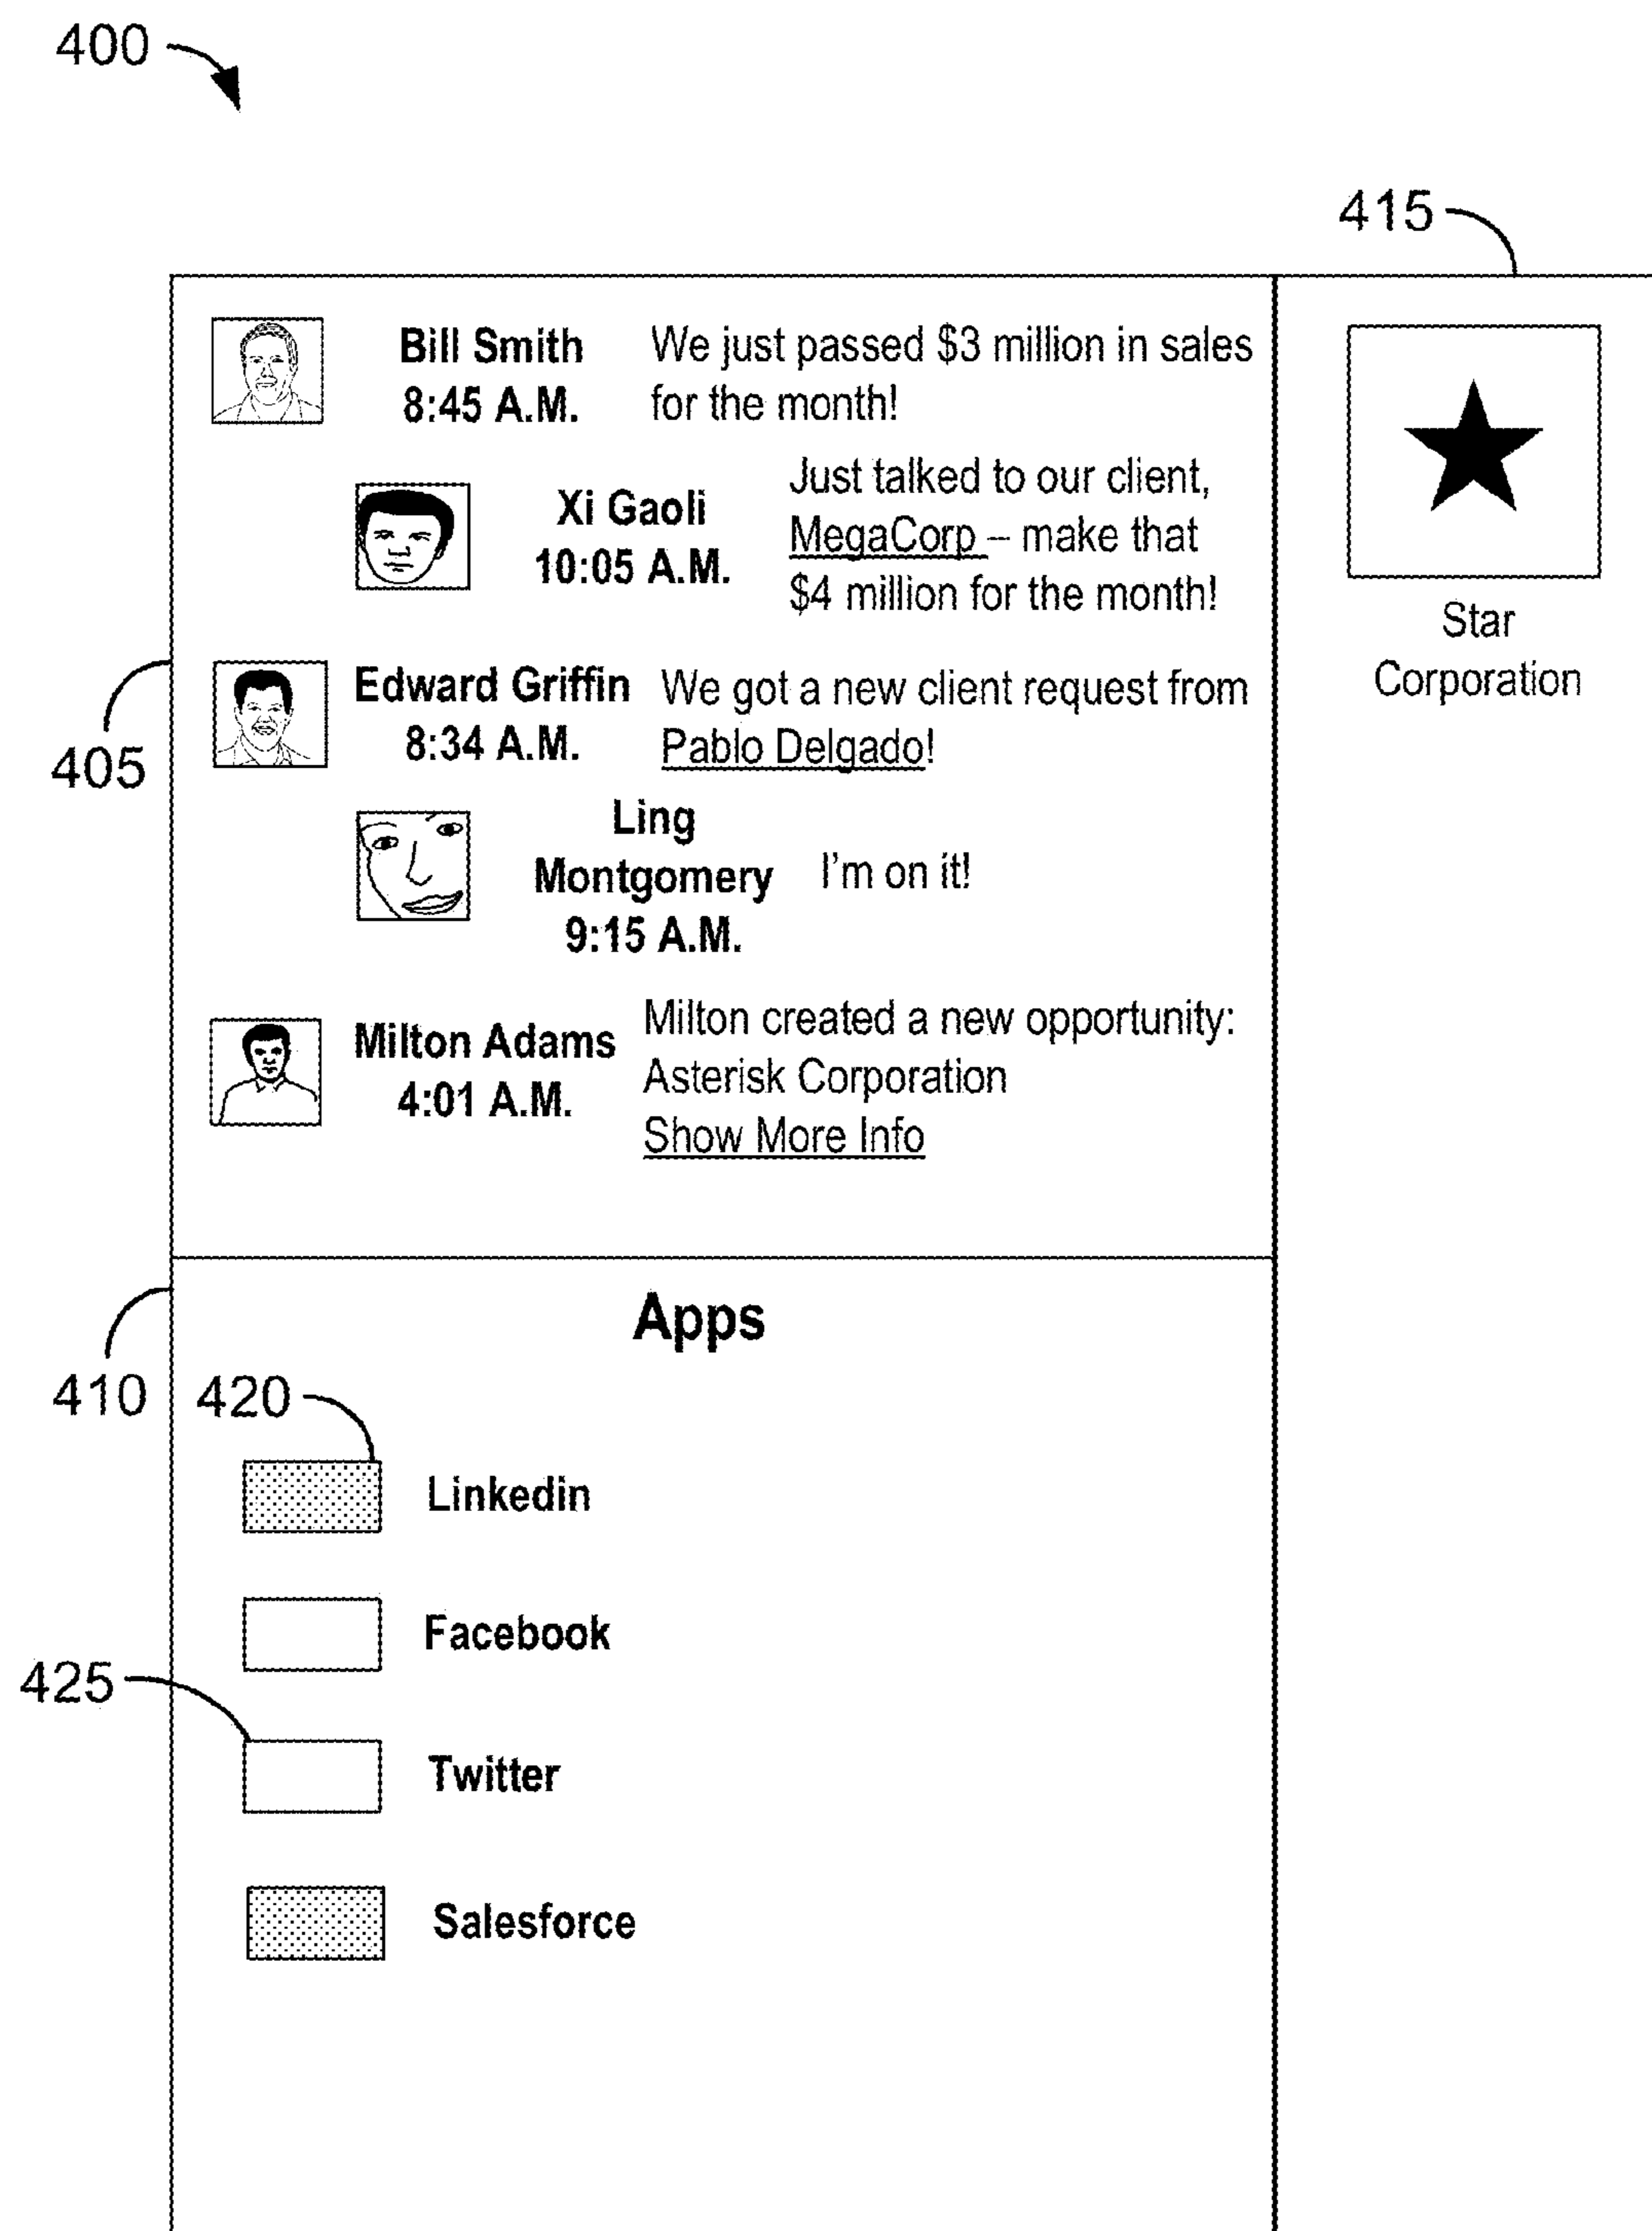 400
415
Bill Smith
8:45 A.M.
We just passed $3 million in sales
for the month!
Xi Gaoli
10:05 A.M.
Just talked to our client,
MegaCorp – make that
$4 million for the month!
Star
Corporation
405
Edward Griffin
8:34 A.M.
We got a new client request from
Pablo Delgado!
Ling
Montgomery
9:15 A.M.
I'm on it!
Milton Adams
4:01 A.M.
Milton created a new opportunity:
Asterisk Corporation
Show More Info
410
Apps
420
Linkedin
Facebook
425
Twitter
Salesforce